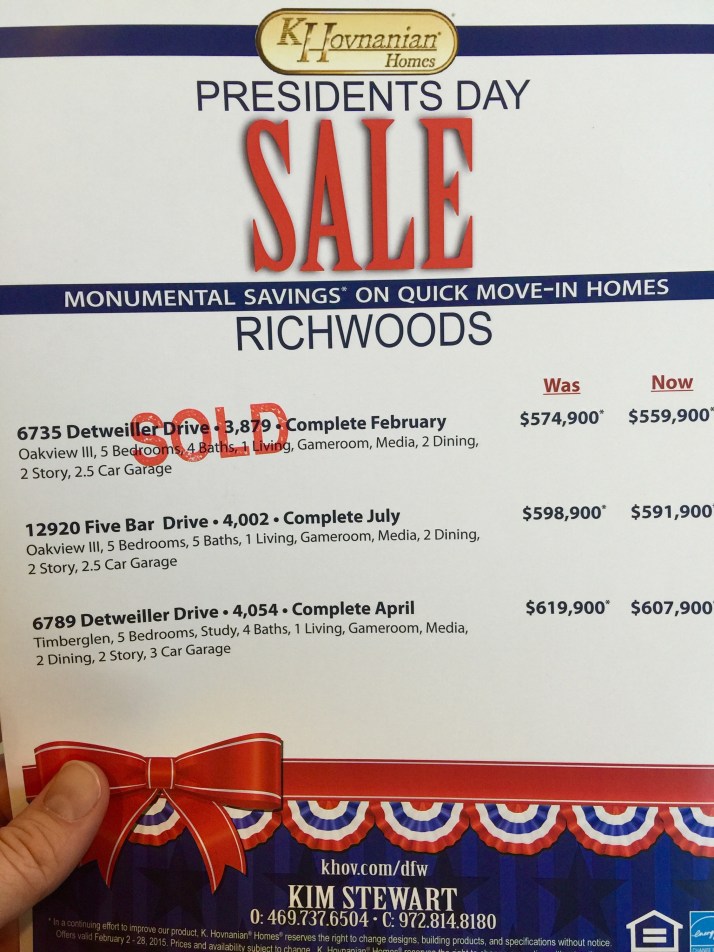 K Hovnanian®
Homes
PRESIDENTS DAY
SALE
MONUMENTAL SAVINGS* ON QUICK MOVE-IN HOMES
RICHWOODS
Was Now
6735 Detweiller Drive • 3,879 • Complete February $574,900* $559,900*
SOLD
Oakview III, 5 Bedrooms, 4 Baths, 1 Living, Gameroom, Media, 2 Dining,
2 Story, 2.5 Car Garage
12920 Five Bar Drive • 4,002 • Complete July $598,900* $591,900*
Oakview III, 5 Bedrooms, 5 Baths, 1 Living, Gameroom, Media, 2 Dining,
2 Story, 2.5 Car Garage
6789 Detweiller Drive • 4,054 • Complete April $619,900* $607,900*
Timberglen, 5 Bedrooms, Study, 4 Baths, 1 Living, Gameroom, Media,
2 Dining, 2 Story, 3 Car Garage
khov.com/dfw
KIM STEWART
O: 469.737.6504 • C: 972.814.8180
* In a continuing effort to improve our product, K. Hovnanian® Homes® reserves the right to change designs, building products, and specifications without notice.
Offers valid February 2 - 28, 2015. Prices and availability subject to change. K. Hovnanian® Homes® reserves the right to